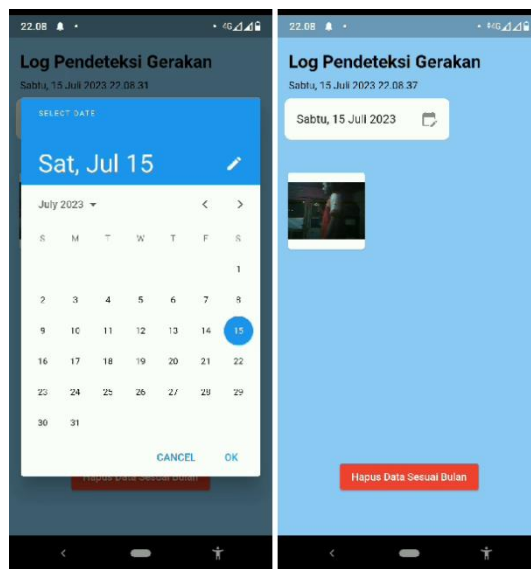 22.08
4G
Log Pendeteksi Gerakan
Sabtu, 15 Juli 2023 22.08.31
SELECT DATE
Sat, Jul 15
July 2023
S M T W T F S
1
2 3 4 5 6 7 8
9 10 11 12 13 14 15
16 17 18 19 20 21 22
23 24 25 26 27 28 29
30 31
CANCEL OK
Hapus Data Sesuai Bulan
22.08
4G
Log Pendeteksi Gerakan
Sabtu, 15 Juli 2023 22.08.37
Sabtu, 15 Juli 2023
Hapus Data Sesuai Bulan